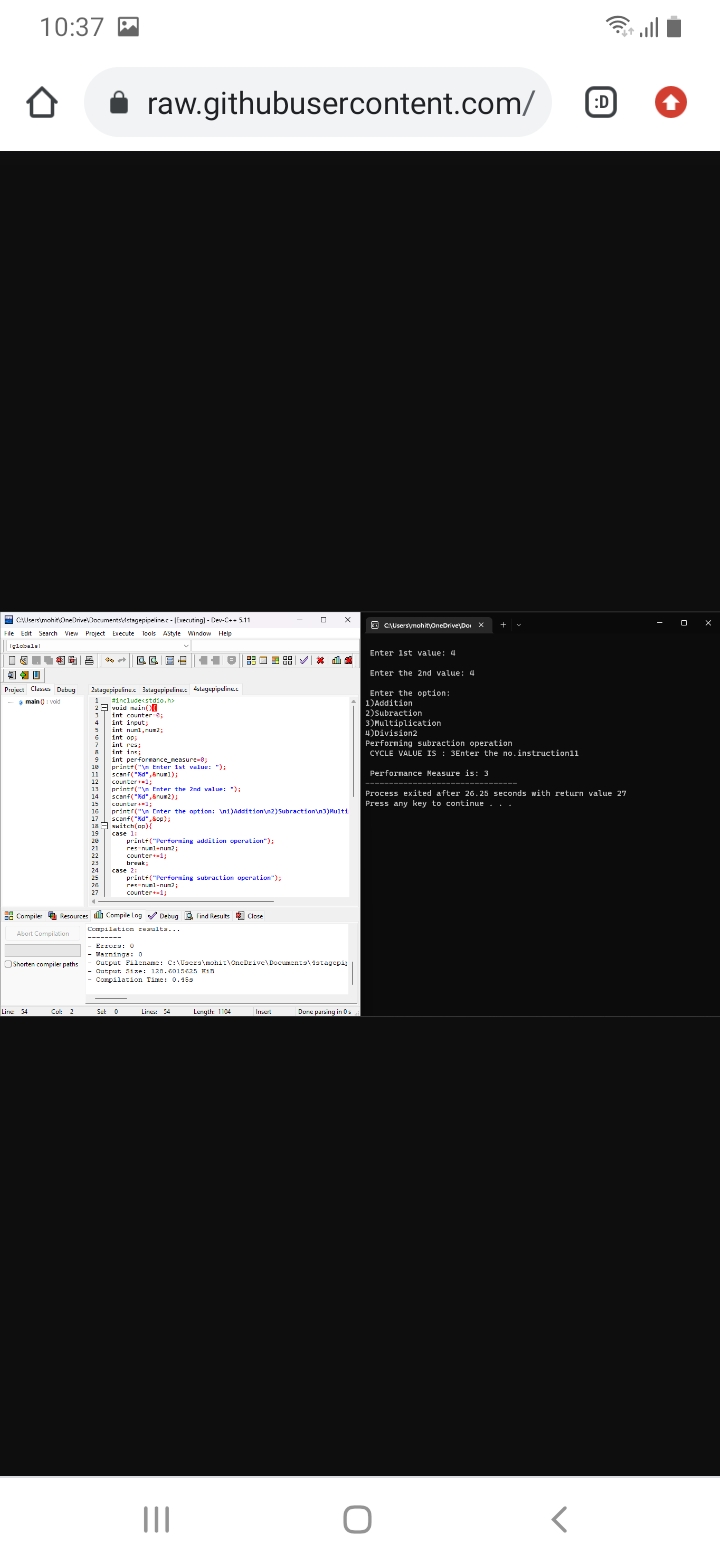 10:37
raw.githubusercontent.com/
:D
C:\Users\mohit\OneDrive\Documents\4stagepipeline.c - [Executing] - Dev-C++ 5.11
File Edit Search View Project Execute Tools AStyle Window Help
(globals)
Project Classes Debug
2stagepipeline.c 3stagepipeline.c 4stagepipeline.c
main() : void
1 #include<stdio.h>
2 void main(){
3 int counter=0;
4 int input;
5 int num1,num2;
6 int op;
7 int res;
8 int ins;
9 int performance_measure=0;
10 printf("\n Enter 1st value: ");
11 scanf("%d",&num1);
12 counter+=1;
13 printf("\n Enter the 2nd value: ");
14 scanf("%d",&num2);
15 counter+=1;
16 printf("\n Enter the option: \n1)Addition\n2)Subraction\n3)Multi
17 scanf("%d",&op);
18 switch(op){
19 case 1:
20 printf("Performing addition operation");
21 res=num1+num2;
22 counter+=1;
23 break;
24 case 2:
25 printf("Performing subraction operation");
26 res=num1-num2;
27 counter+=1;
Compiler Resources Compile Log Debug Find Results Close
Abort Compilation
Shorten compiler paths
Compilation results...
--------
- Errors: 0
- Warnings: 0
- Output Filename: C:\Users\mohit\OneDrive\Documents\4stagepip
- Output Size: 128.6015625 KiB
- Compilation Time: 0.45s
Line: 54 Col: 2 Sel: 0 Lines: 54 Length: 1104 Insert Done parsing in 0 s
C:\Users\mohit\OneDrive\Doc
Enter 1st value: 4
Enter the 2nd value: 4
Enter the option:
1)Addition
2)Subraction
3)Multiplication
4)Division2
Performing subraction operation
CYCLE VALUE IS : 3Enter the no.instruction11
Performance Measure is: 3
--------------------------------
Process exited after 26.25 seconds with return value 27
Press any key to continue . . .